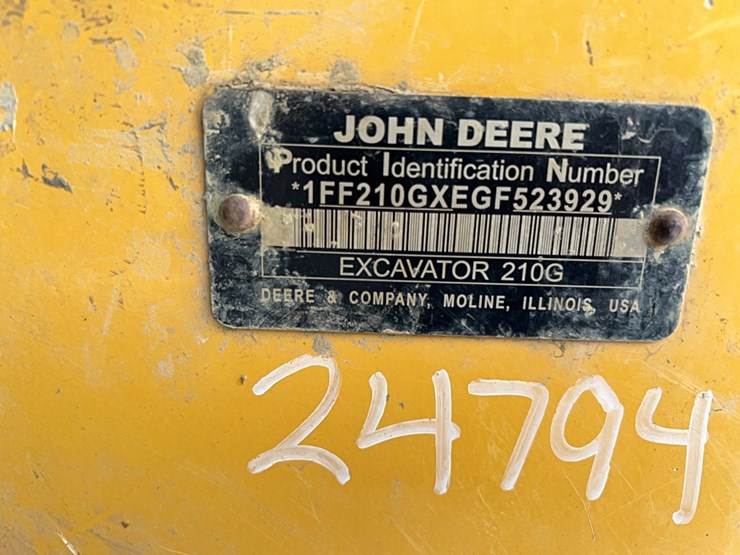 JOHN DEERE
Product Identification Number
*1FF210GXEGF523929*
EXCAVATOR 210G
DEERE & COMPANY, MOLINE, ILLINOIS, USA
24794